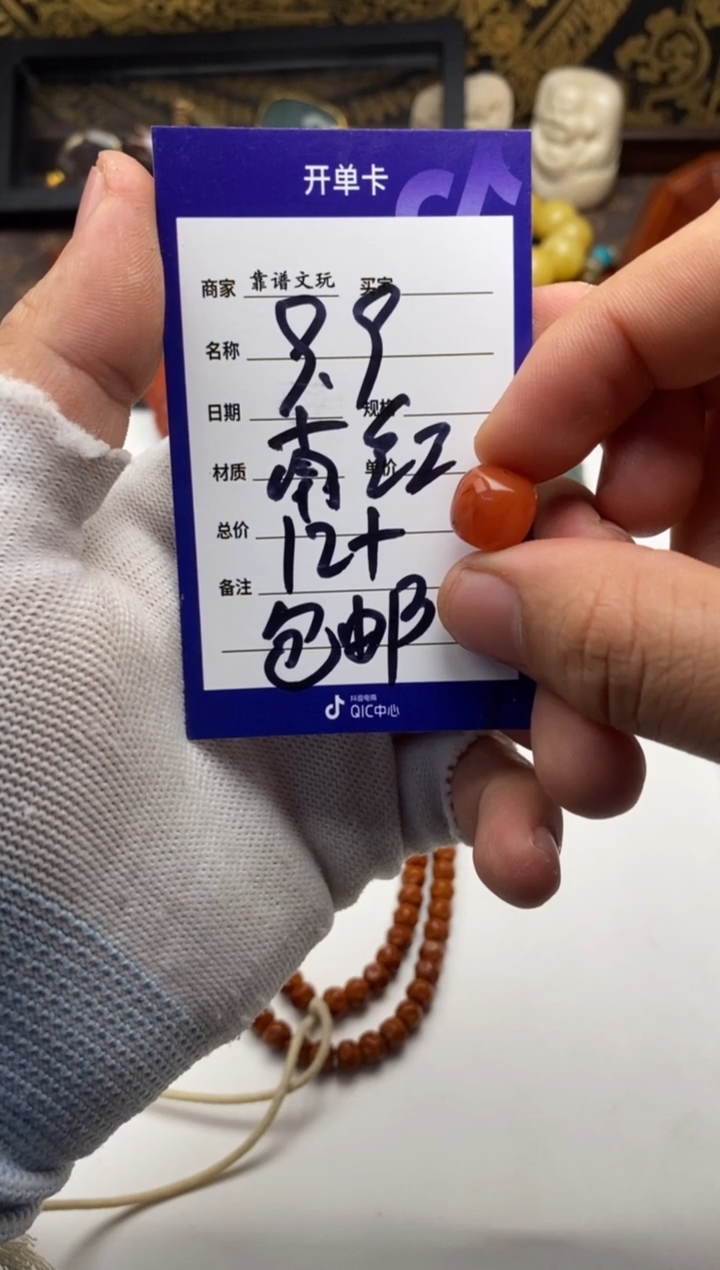 开单卡
商家 靠谱文玩 买家
9.9
名称
日期 规格
南红
材质 单价
12+
总价
备注
包邮
抖音电商
QIC中心